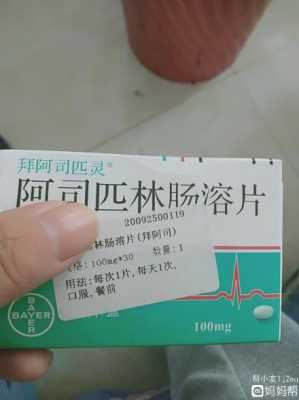 拜阿司匹灵®
阿司匹林肠溶片
20092500119
林肠溶片(拜阿司)
格:100mg*30 数量:1
用法:每次1片,每天1次,
口服,餐前
BAYER
BAYER
100mg
@妈妈帮